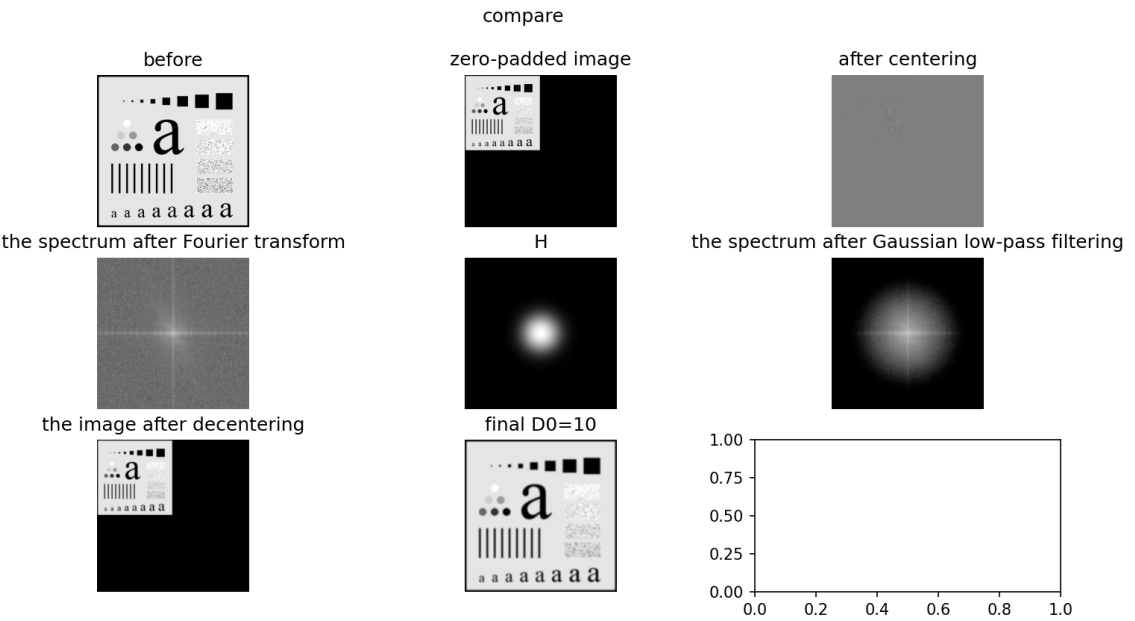 compare
before
zero-padded image
after centering
a
a a a a a a a a
a
a a a a a a a a
the spectrum after Fourier transform
H
the spectrum after Gaussian low-pass filtering
the image after decentering
final D0=10
a
a a a a a a a a
a
a a a a a a a a
1.00
0.75
0.50
0.25
0.00
0.0 0.2 0.4 0.6 0.8 1.0